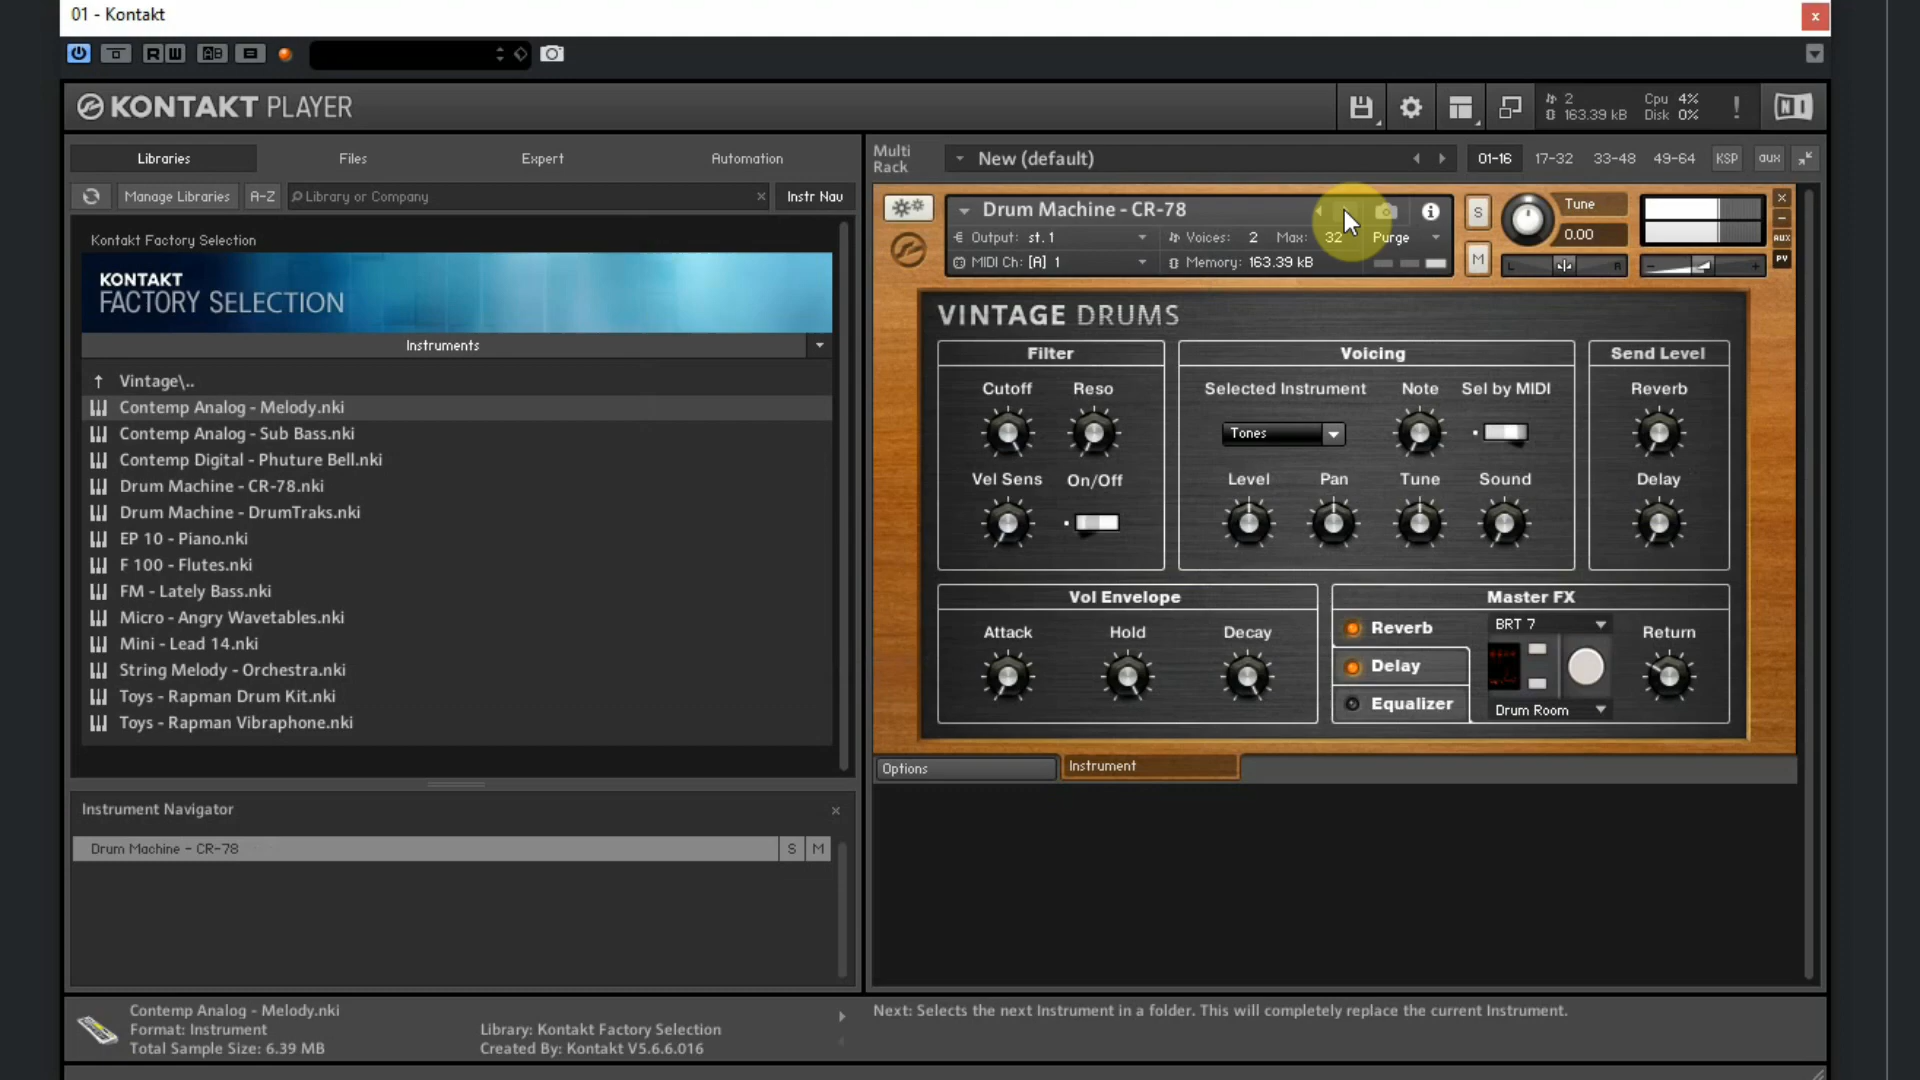 01 - Kontakt
R W
AB
KONTAKT PLAYER
2
163.39 kB
Cpu 4%
Disk 0%
!
NI
Libraries
Files
Expert
Automation
Manage Libraries
A-Z
Library or Company
×
Instr Nav
Kontakt Factory Selection
KONTAKT
FACTORY SELECTION
Instruments
Vintage\..
Contemp Analog - Melody.nki
Contemp Analog - Sub Bass.nki
Contemp Digital - Phuture Bell.nki
Drum Machine - CR-78.nki
Drum Machine - DrumTraks.nki
EP 10 - Piano.nki
F 100 - Flutes.nki
FM - Lately Bass.nki
Micro - Angry Wavetables.nki
Mini - Lead 14.nki
String Melody - Orchestra.nki
Toys - Rapman Drum Kit.nki
Toys - Rapman Vibraphone.nki
Instrument Navigator
×
Drum Machine - CR-78
S
M
Contemp Analog - Melody.nki
Format: Instrument
Total Sample Size: 6.39 MB
Library: Kontakt Factory Selection
Created By: Kontakt V5.6.6.016
Multi
Rack
New (default)
01-16
17-32
33-48
49-64
KSP
aux
Drum Machine - CR-78
Output: st.1
Voices: 2
Max: 32
Purge
MIDI Ch: [A] 1
Memory: 163.39 kB
S
M
Tune
0.00
L
R
- +
×
-
AUX
PV
VINTAGE DRUMS
Filter
Cutoff
Reso
Vel Sens
On/Off
Voicing
Selected Instrument
Note
Sel by MIDI
Tones
Level
Pan
Tune
Sound
Send Level
Reverb
Delay
Vol Envelope
Attack
Hold
Decay
Master FX
Reverb
Delay
Equalizer
BRT 7
Drum Room
Return
Options
Instrument
Next: Selects the next Instrument in a folder. This will completely replace the current Instrument.